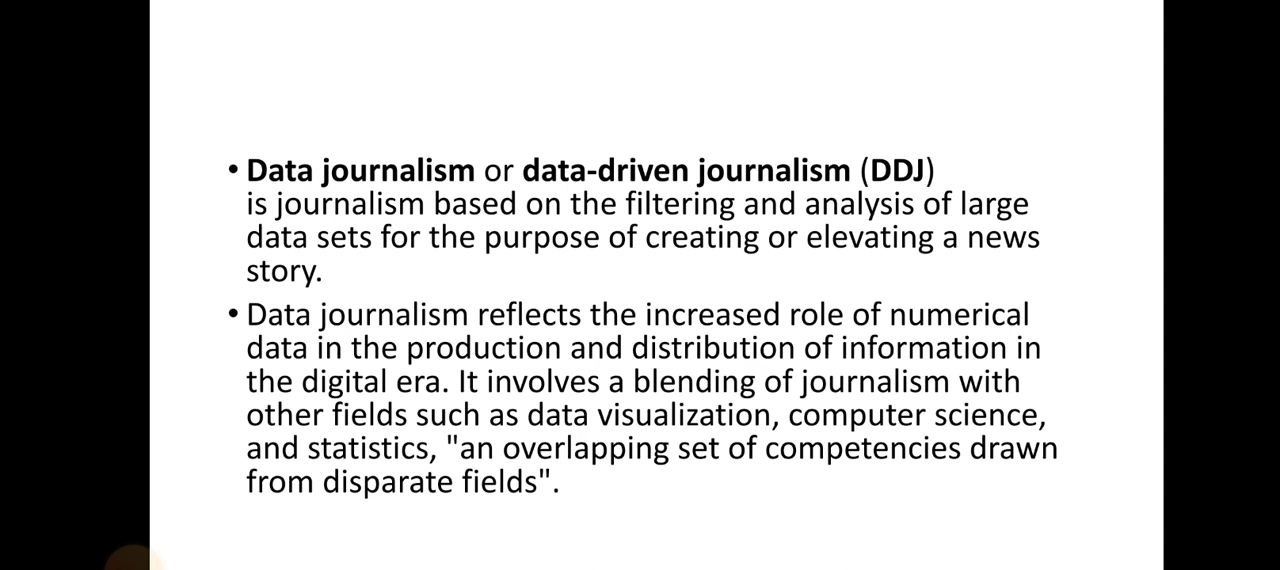 • Data journalism or data-driven journalism (DDJ)
is journalism based on the filtering and analysis of large
data sets for the purpose of creating or elevating a news
story.
• Data journalism reflects the increased role of numerical
data in the production and distribution of information in
the digital era. It involves a blending of journalism with
other fields such as data visualization, computer science,
and statistics, "an overlapping set of competencies drawn
from disparate fields".